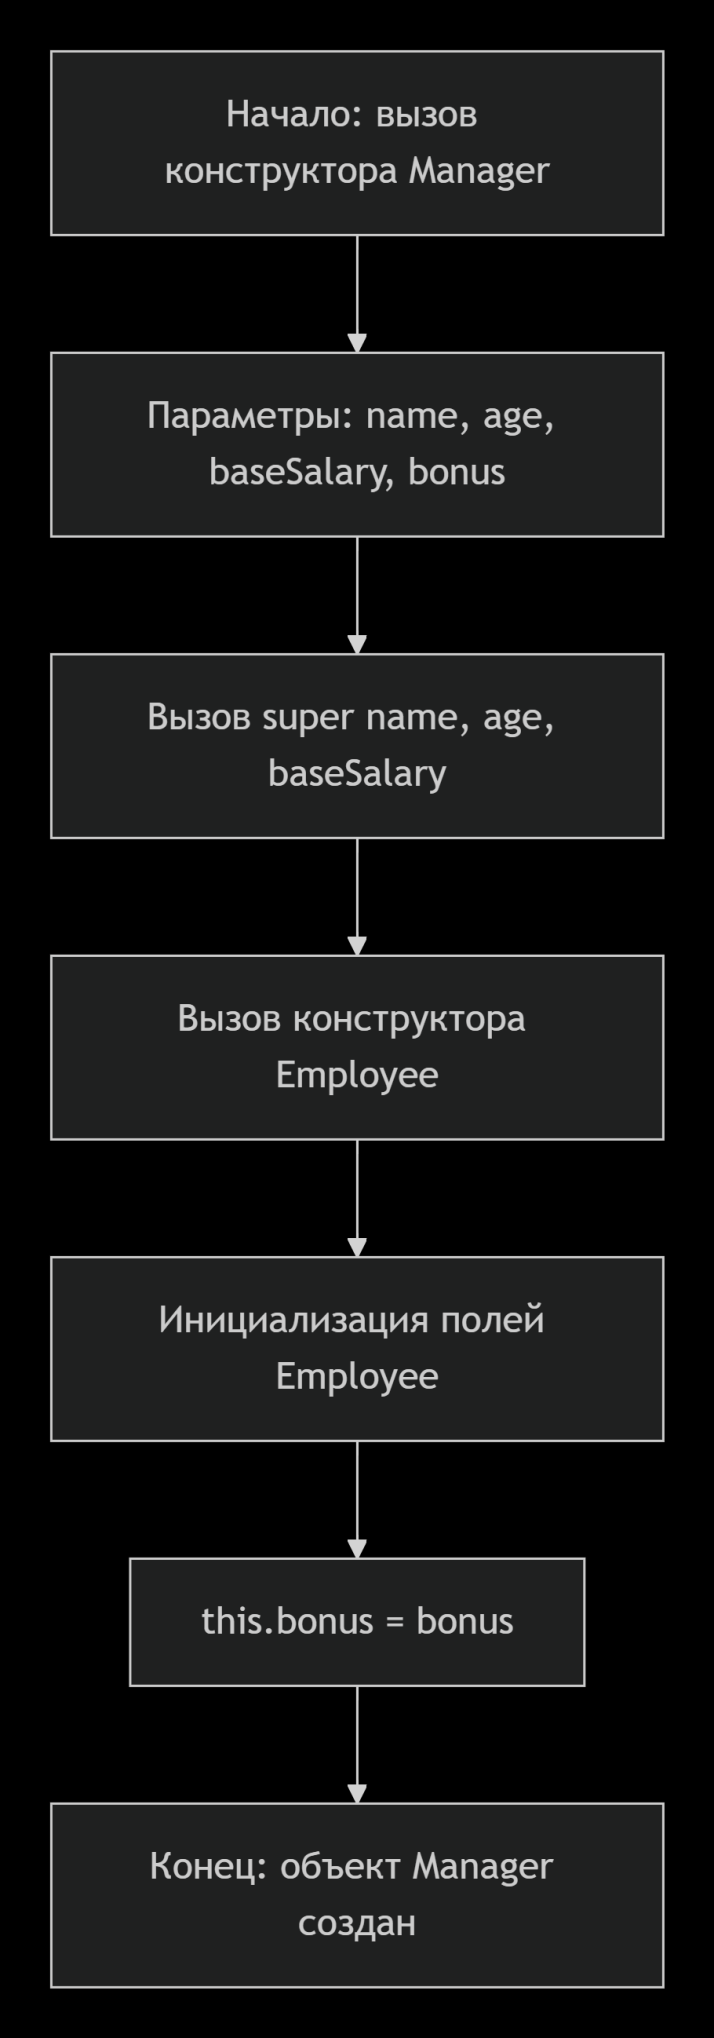 Начало: вызов
конструктора Manager
Параметры: name, age,
baseSalary, bonus
Вызов super name, age,
baseSalary
Вызов конструктора
Employee
Инициализация полей
Employee
this.bonus = bonus
Конец: объект Manager
создан